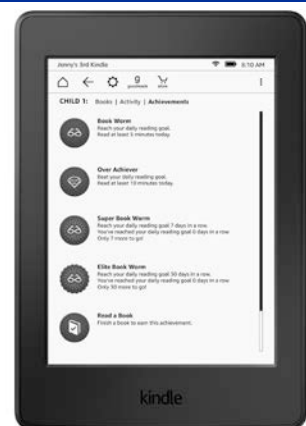 Jonny's 3rd Kindle 8:10 AM
g
goodreads
CHILD 1: Books | Activity | Achievements
Book Worm
Reach your daily reading goal.
Read at least 5 minutes today.
Over Achiever
Beat your daily reading goal.
Read at least 10 minutes today.
Super Book Worm
Reach your daily reading goal 7 days in a row.
You've reached your daily reading goal 0 days in a row
Only 7 more to go!
Elite Book Worm
Reach your daily reading goal 30 days in a row.
You've reached your daily reading goal 0 days in a row
Only 30 more to go!
Read a Book
Finish a book to earn this achievement.
kindle